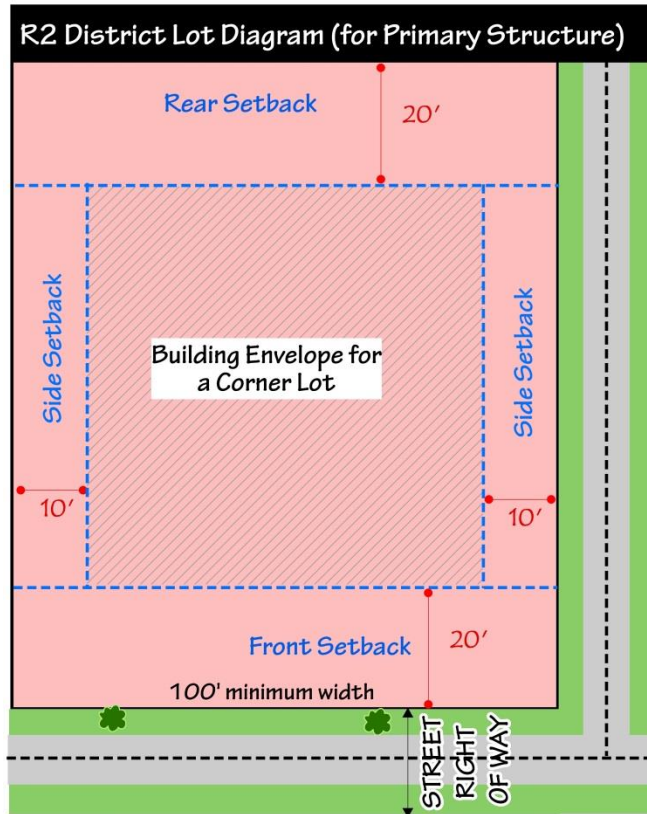 R2 District Lot Diagram (for Primary Structure)
Rear Setback
20'
Side Setback
Building Envelope for
a Corner Lot
Side Setback
10'
10'
Front Setback
20'
100' minimum width
STREET
RIGHT
OF WAY